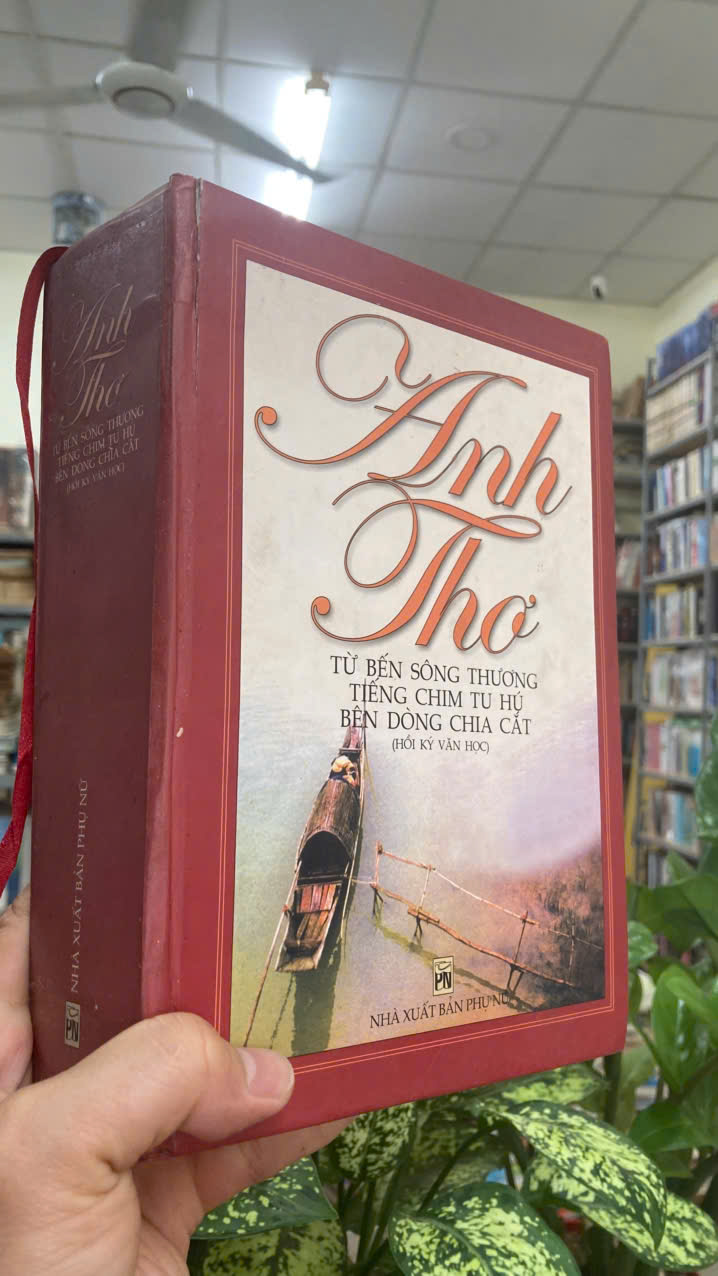 Anh
Thơ
TỪ BẾN SÔNG THƯƠNG
TIẾNG CHIM TU HÚ
BÊN DÒNG CHIA CẮT
(HỒI KÝ VĂN HỌC)
NHÀ XUẤT BẢN PHỤ NỮ
PN
Anh
Thơ
TỪ BẾN SÔNG THƯƠNG
TIẾNG CHIM TU HÚ
BÊN DÒNG CHIA CẮT
(HỒI KÝ VĂN HỌC)
PN
NHÀ XUẤT BẢN PHỤ NỮ